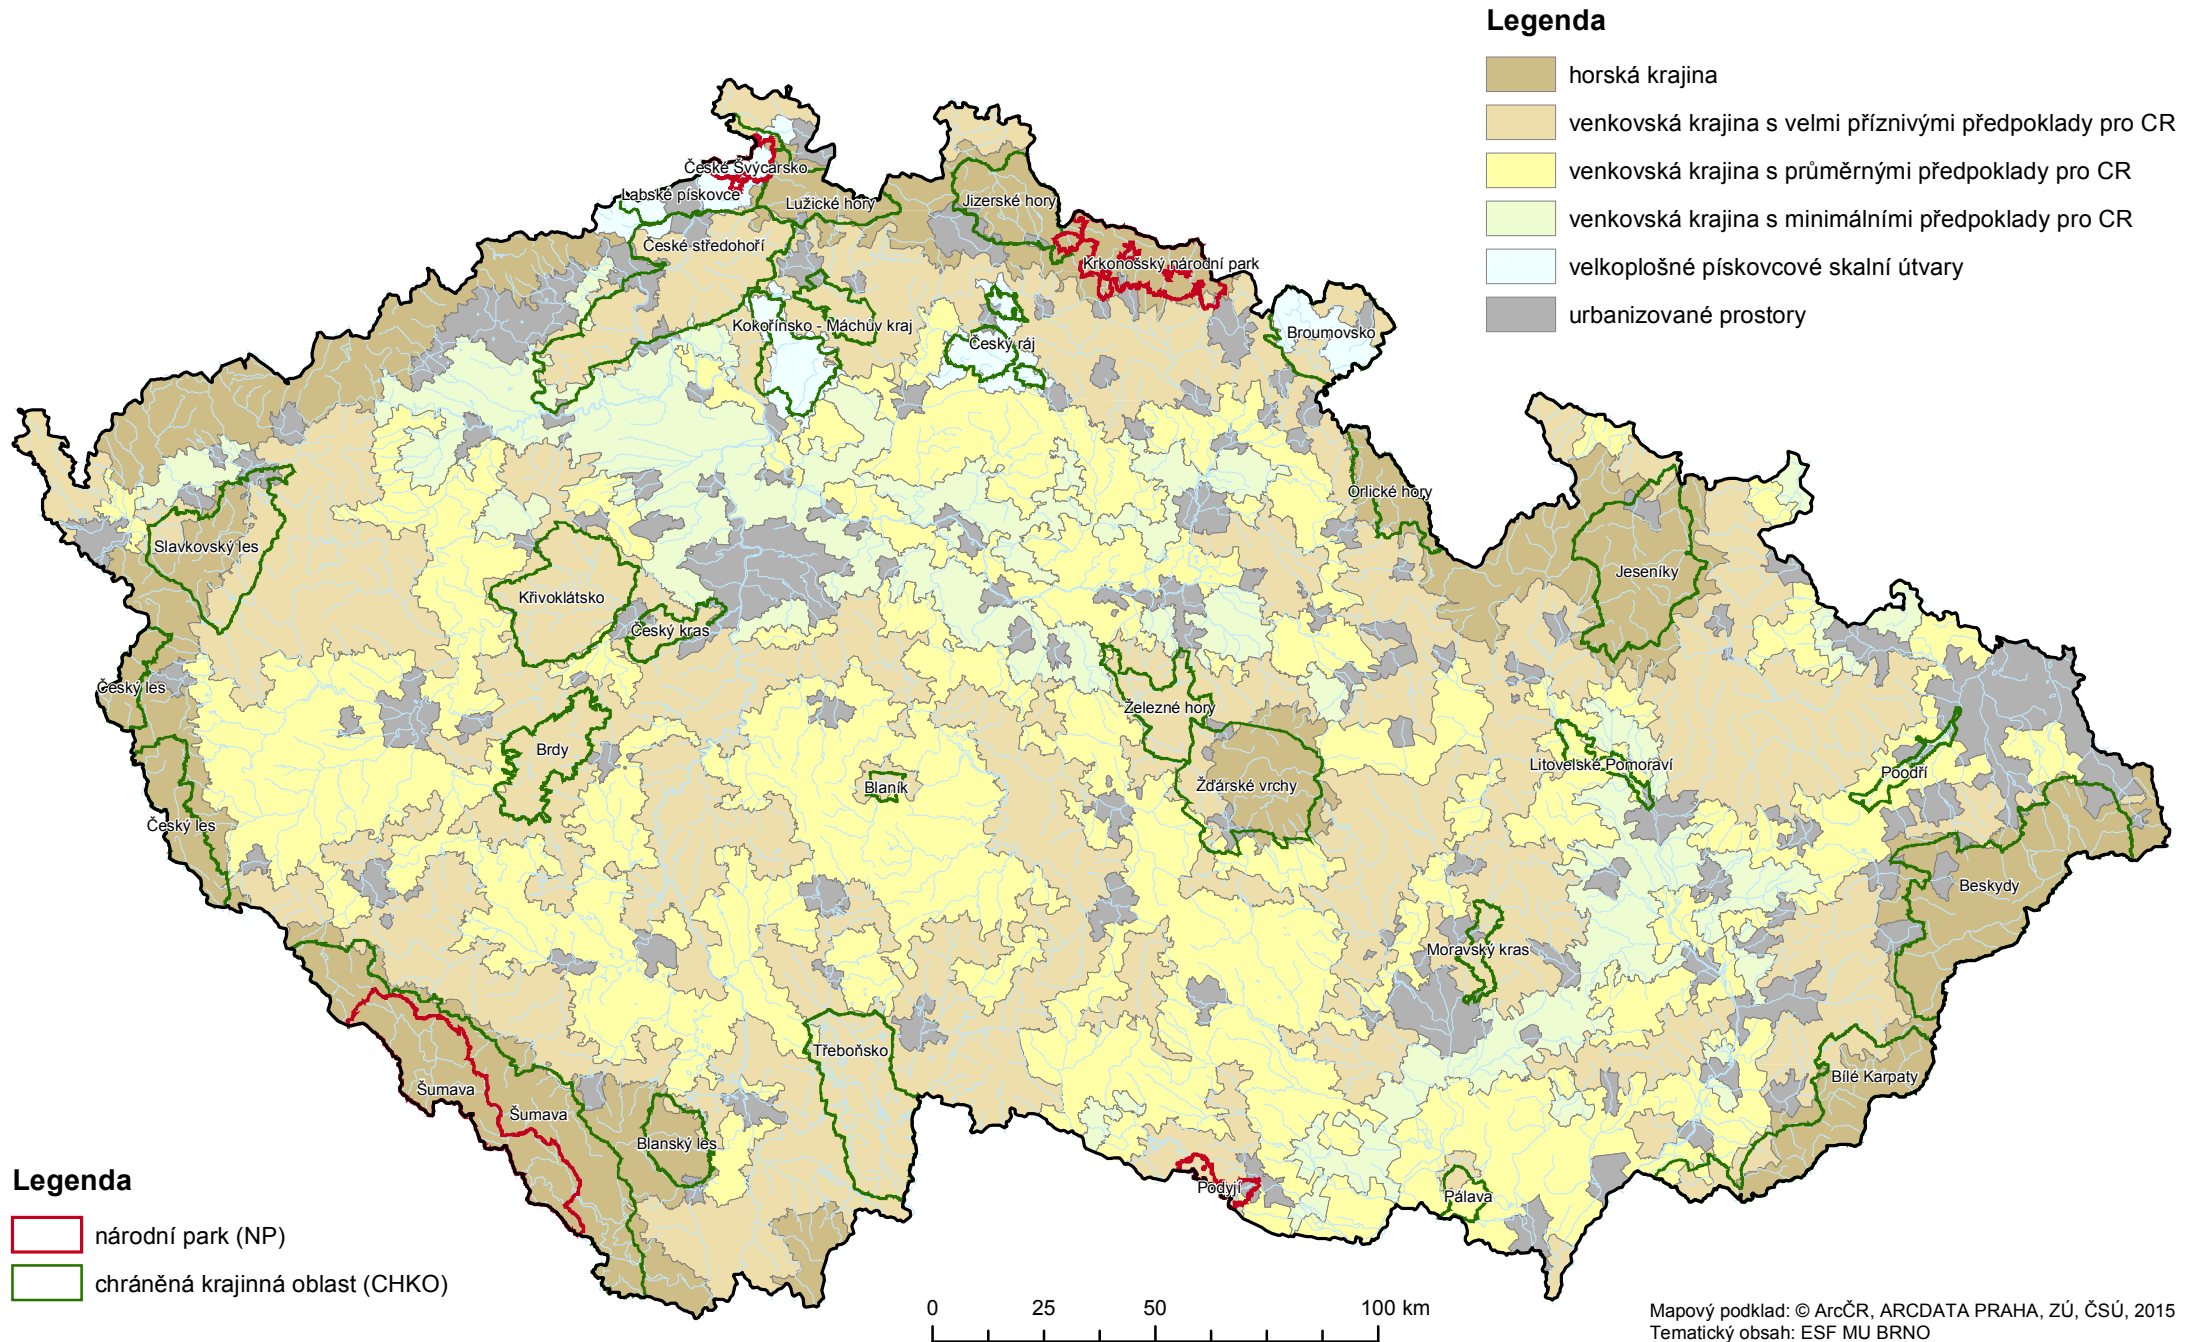 Legenda
horská krajina
venkovská krajina s velmi příznivými předpoklady pro CR
venkovská krajina s průměrnými předpoklady pro CR
venkovská krajina s minimálními předpoklady pro CR
velkoplošné pískovcové skalní útvary
urbanizované prostory
České Švýcarsko
Labské pískovce
Lužické hory
Jizerské hory
České středohoří
Krkonošský národní park
Kokořínsko - Máchův kraj
Český ráj
Broumovsko
Orlické hory
Slavkovský les
Jeseníky
Křivoklátsko
Český kras
Český les
Železné hory
Brdy
Litovelské Pomoraví
Poodří
Blaník
Žďárské vrchy
Český les
Beskydy
Moravský kras
Třeboňsko
Bílé Karpaty
Šumava
Šumava
Blanský les
Podyjí
Pálava
Legenda
národní park (NP)
chráněná krajinná oblast (CHKO)
0 25 50 100 km
Mapový podklad: © ArcČR, ARCDATA PRAHA, ZÚ, ČSÚ, 2015
Tematický obsah: ESF MU BRNO